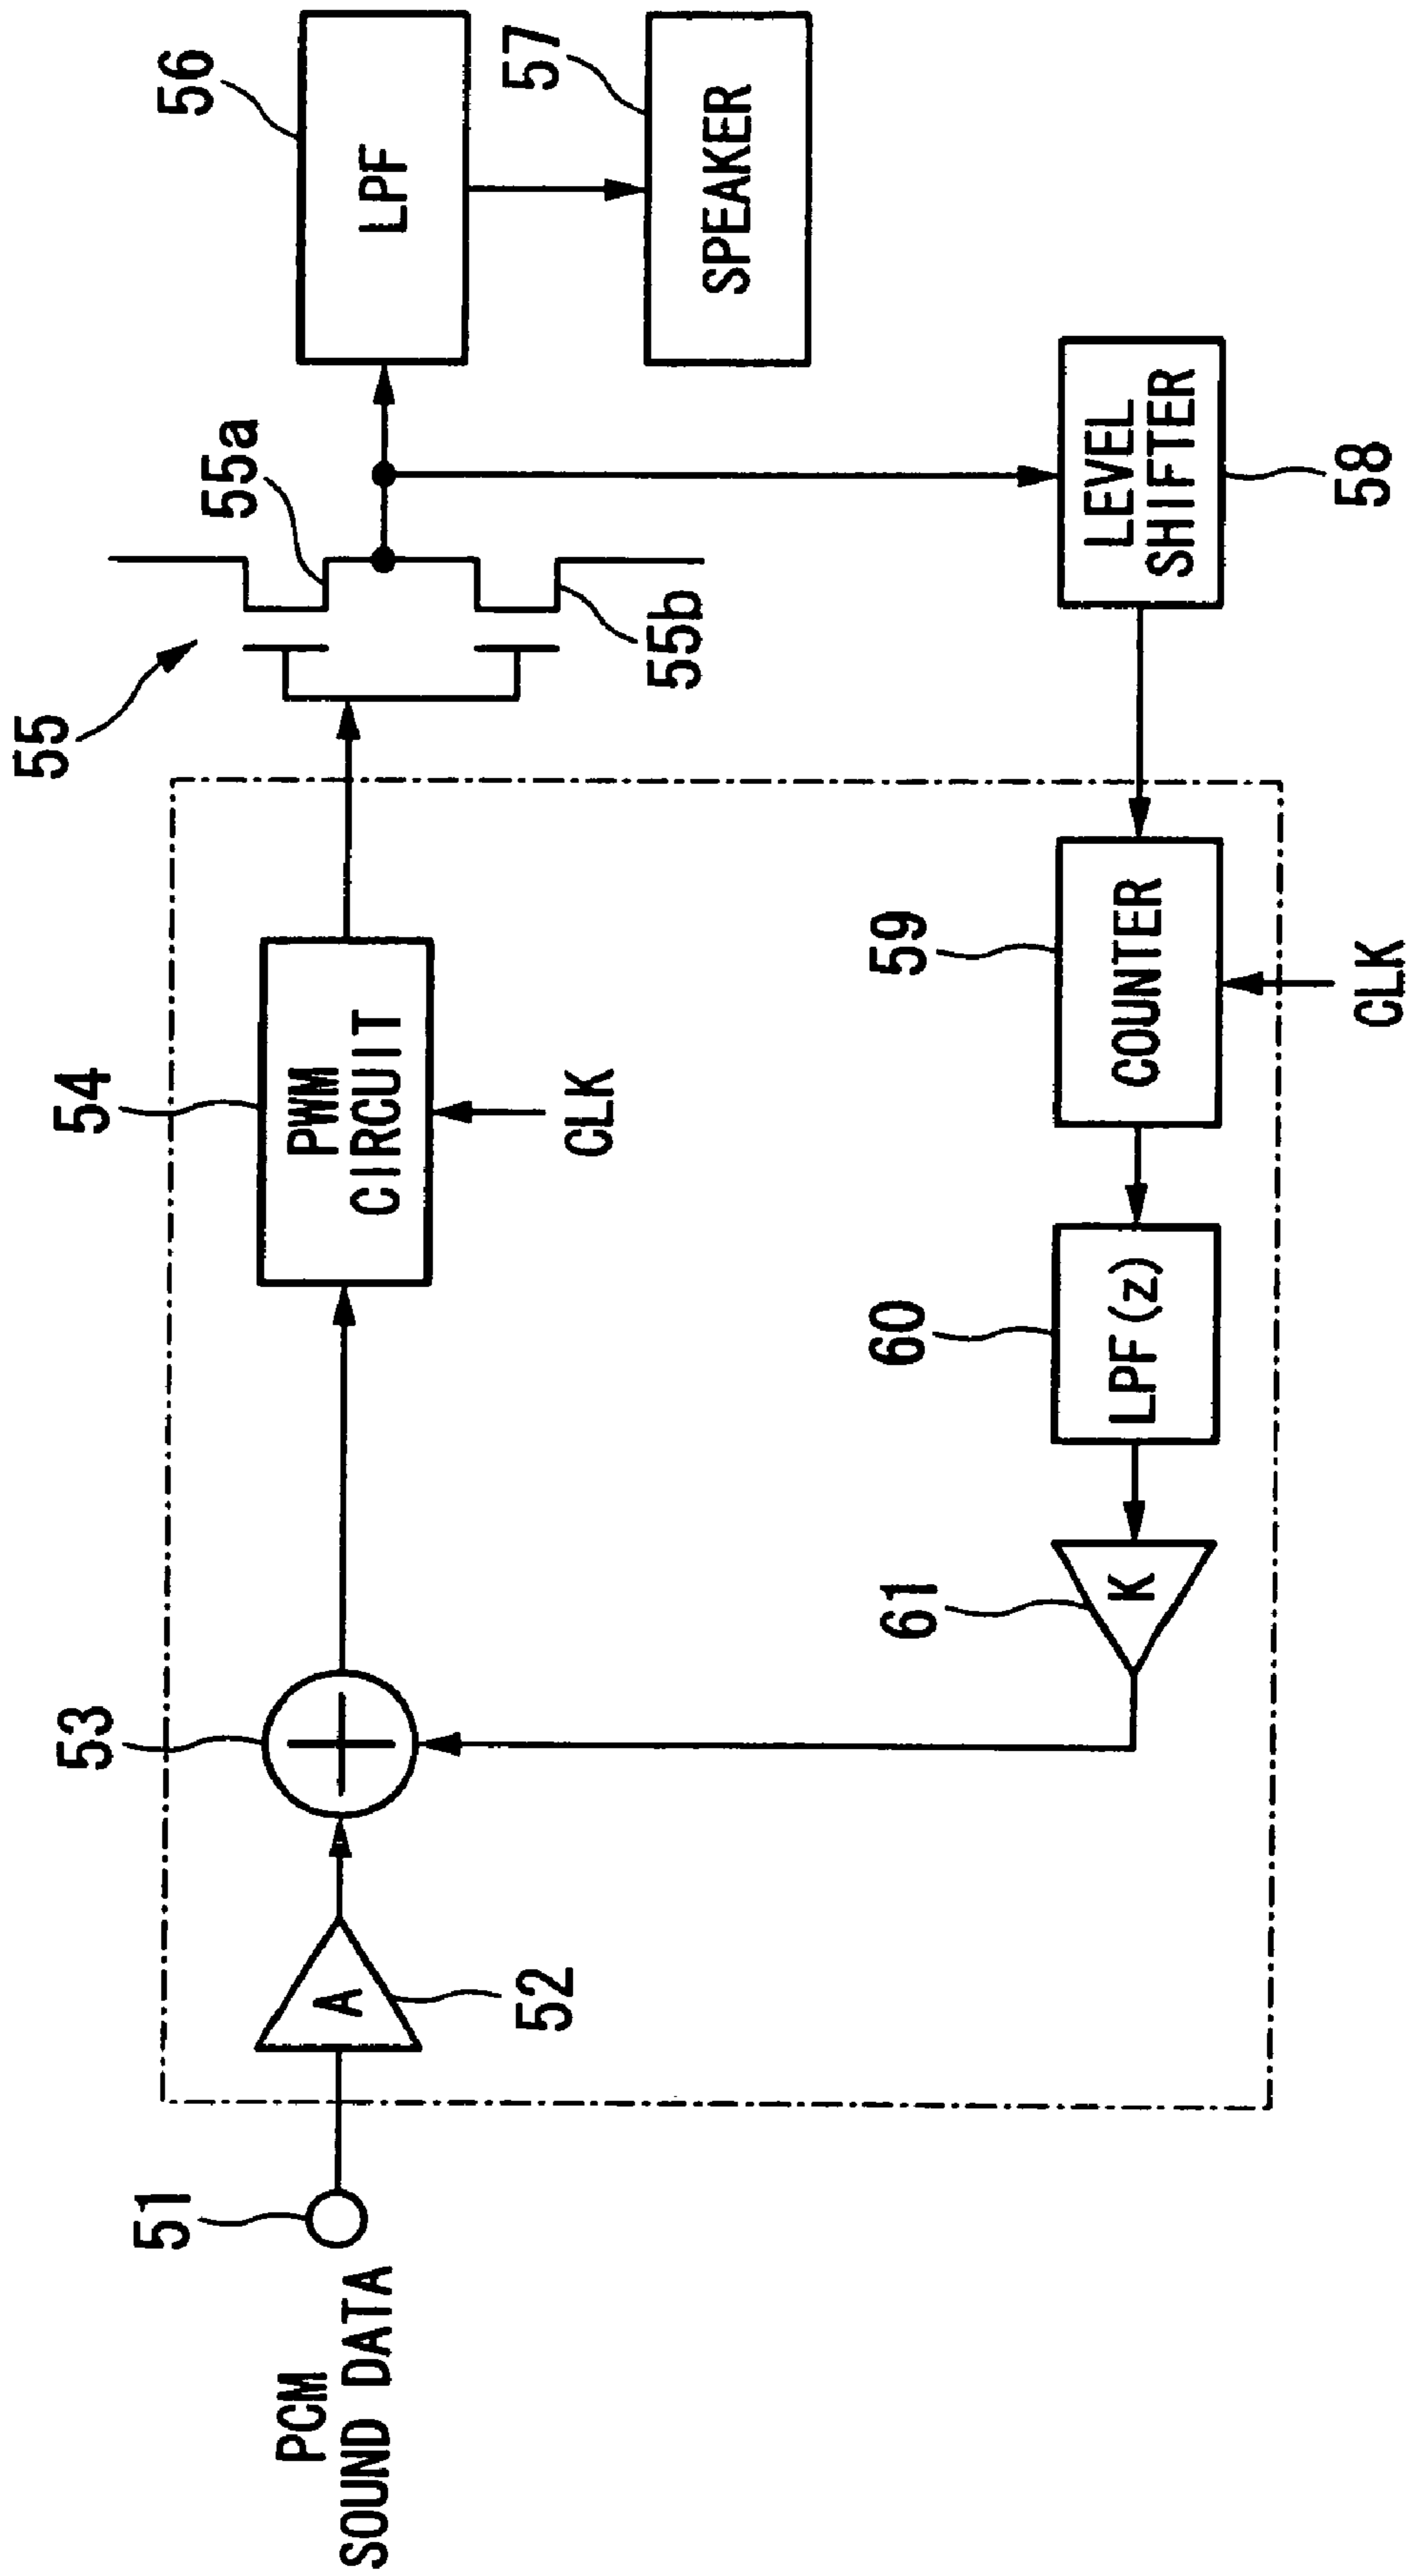 55
55a
56
LPF
57
SPEAKER
55b
54
PWM
CIRCUIT
CLK
53
52
A
51
PCM
SOUND DATA
LEVEL
SHIFTER
58
59
COUNTER
CLK
60
LPF(z)
61
K